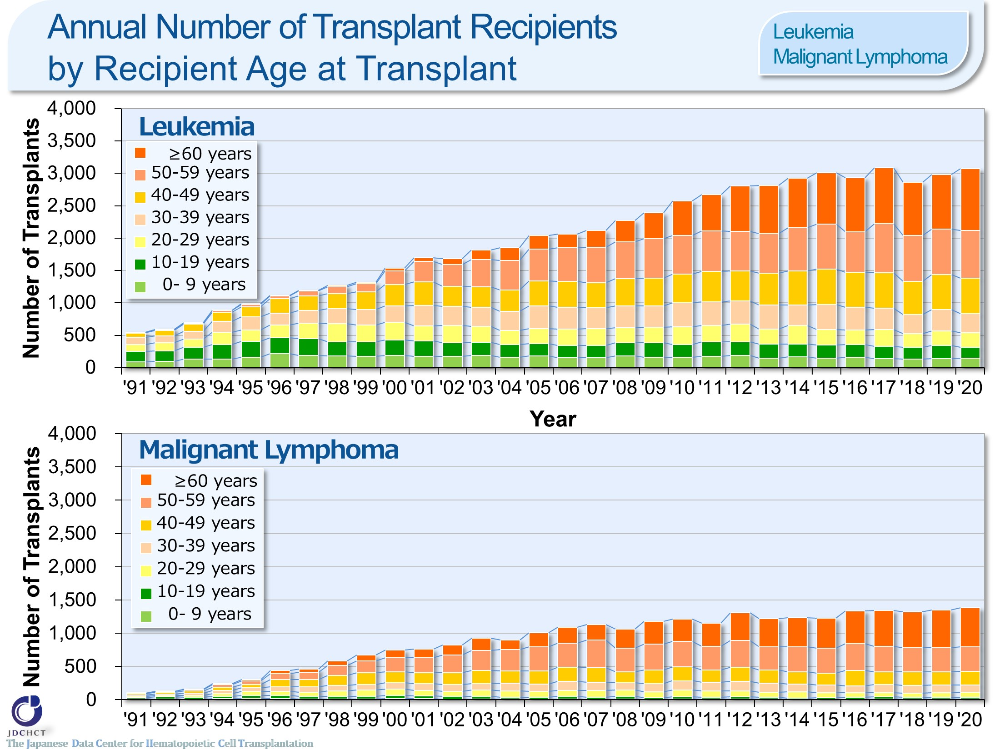 Annual Number of Transplant Recipients
by Recipient Age at Transplant
Leukemia
Malignant Lymphoma
Number of Transplants
4,000
3,500
3,000
2,500
2,000
1,500
1,000
500
0
Leukemia
≥60 years
50-59 years
40-49 years
30-39 years
20-29 years
10-19 years
0- 9 years
'91 '92 '93 '94 '95 '96 '97 '98 '99 '00 '01 '02 '03 '04 '05 '06 '07 '08 '09 '10 '11 '12 '13 '14 '15 '16 '17 '18 '19 '20
Year
Number of Transplants
4,000
3,500
3,000
2,500
2,000
1,500
1,000
500
0
Malignant Lymphoma
≥60 years
50-59 years
40-49 years
30-39 years
20-29 years
10-19 years
0- 9 years
'91 '92 '93 '94 '95 '96 '97 '98 '99 '00 '01 '02 '03 '04 '05 '06 '07 '08 '09 '10 '11 '12 '13 '14 '15 '16 '17 '18 '19 '20
JDCHCT
The Japanese Data Center for Hematopoietic Cell Transplantation